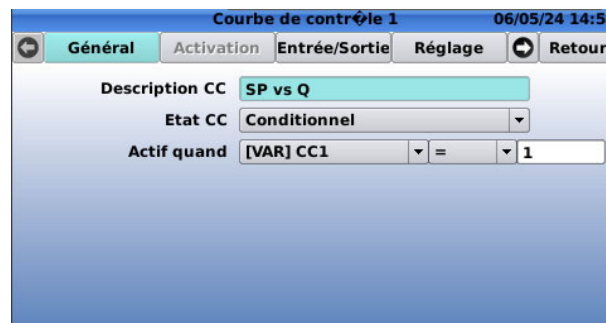 Courbe de contr�le 1 06/05/24 14:5
Général Activation Entrée/Sortie Réglage Retour
Description CC SP vs Q
Etat CC Conditionnel
Actif quand [VAR] CC1 = 1